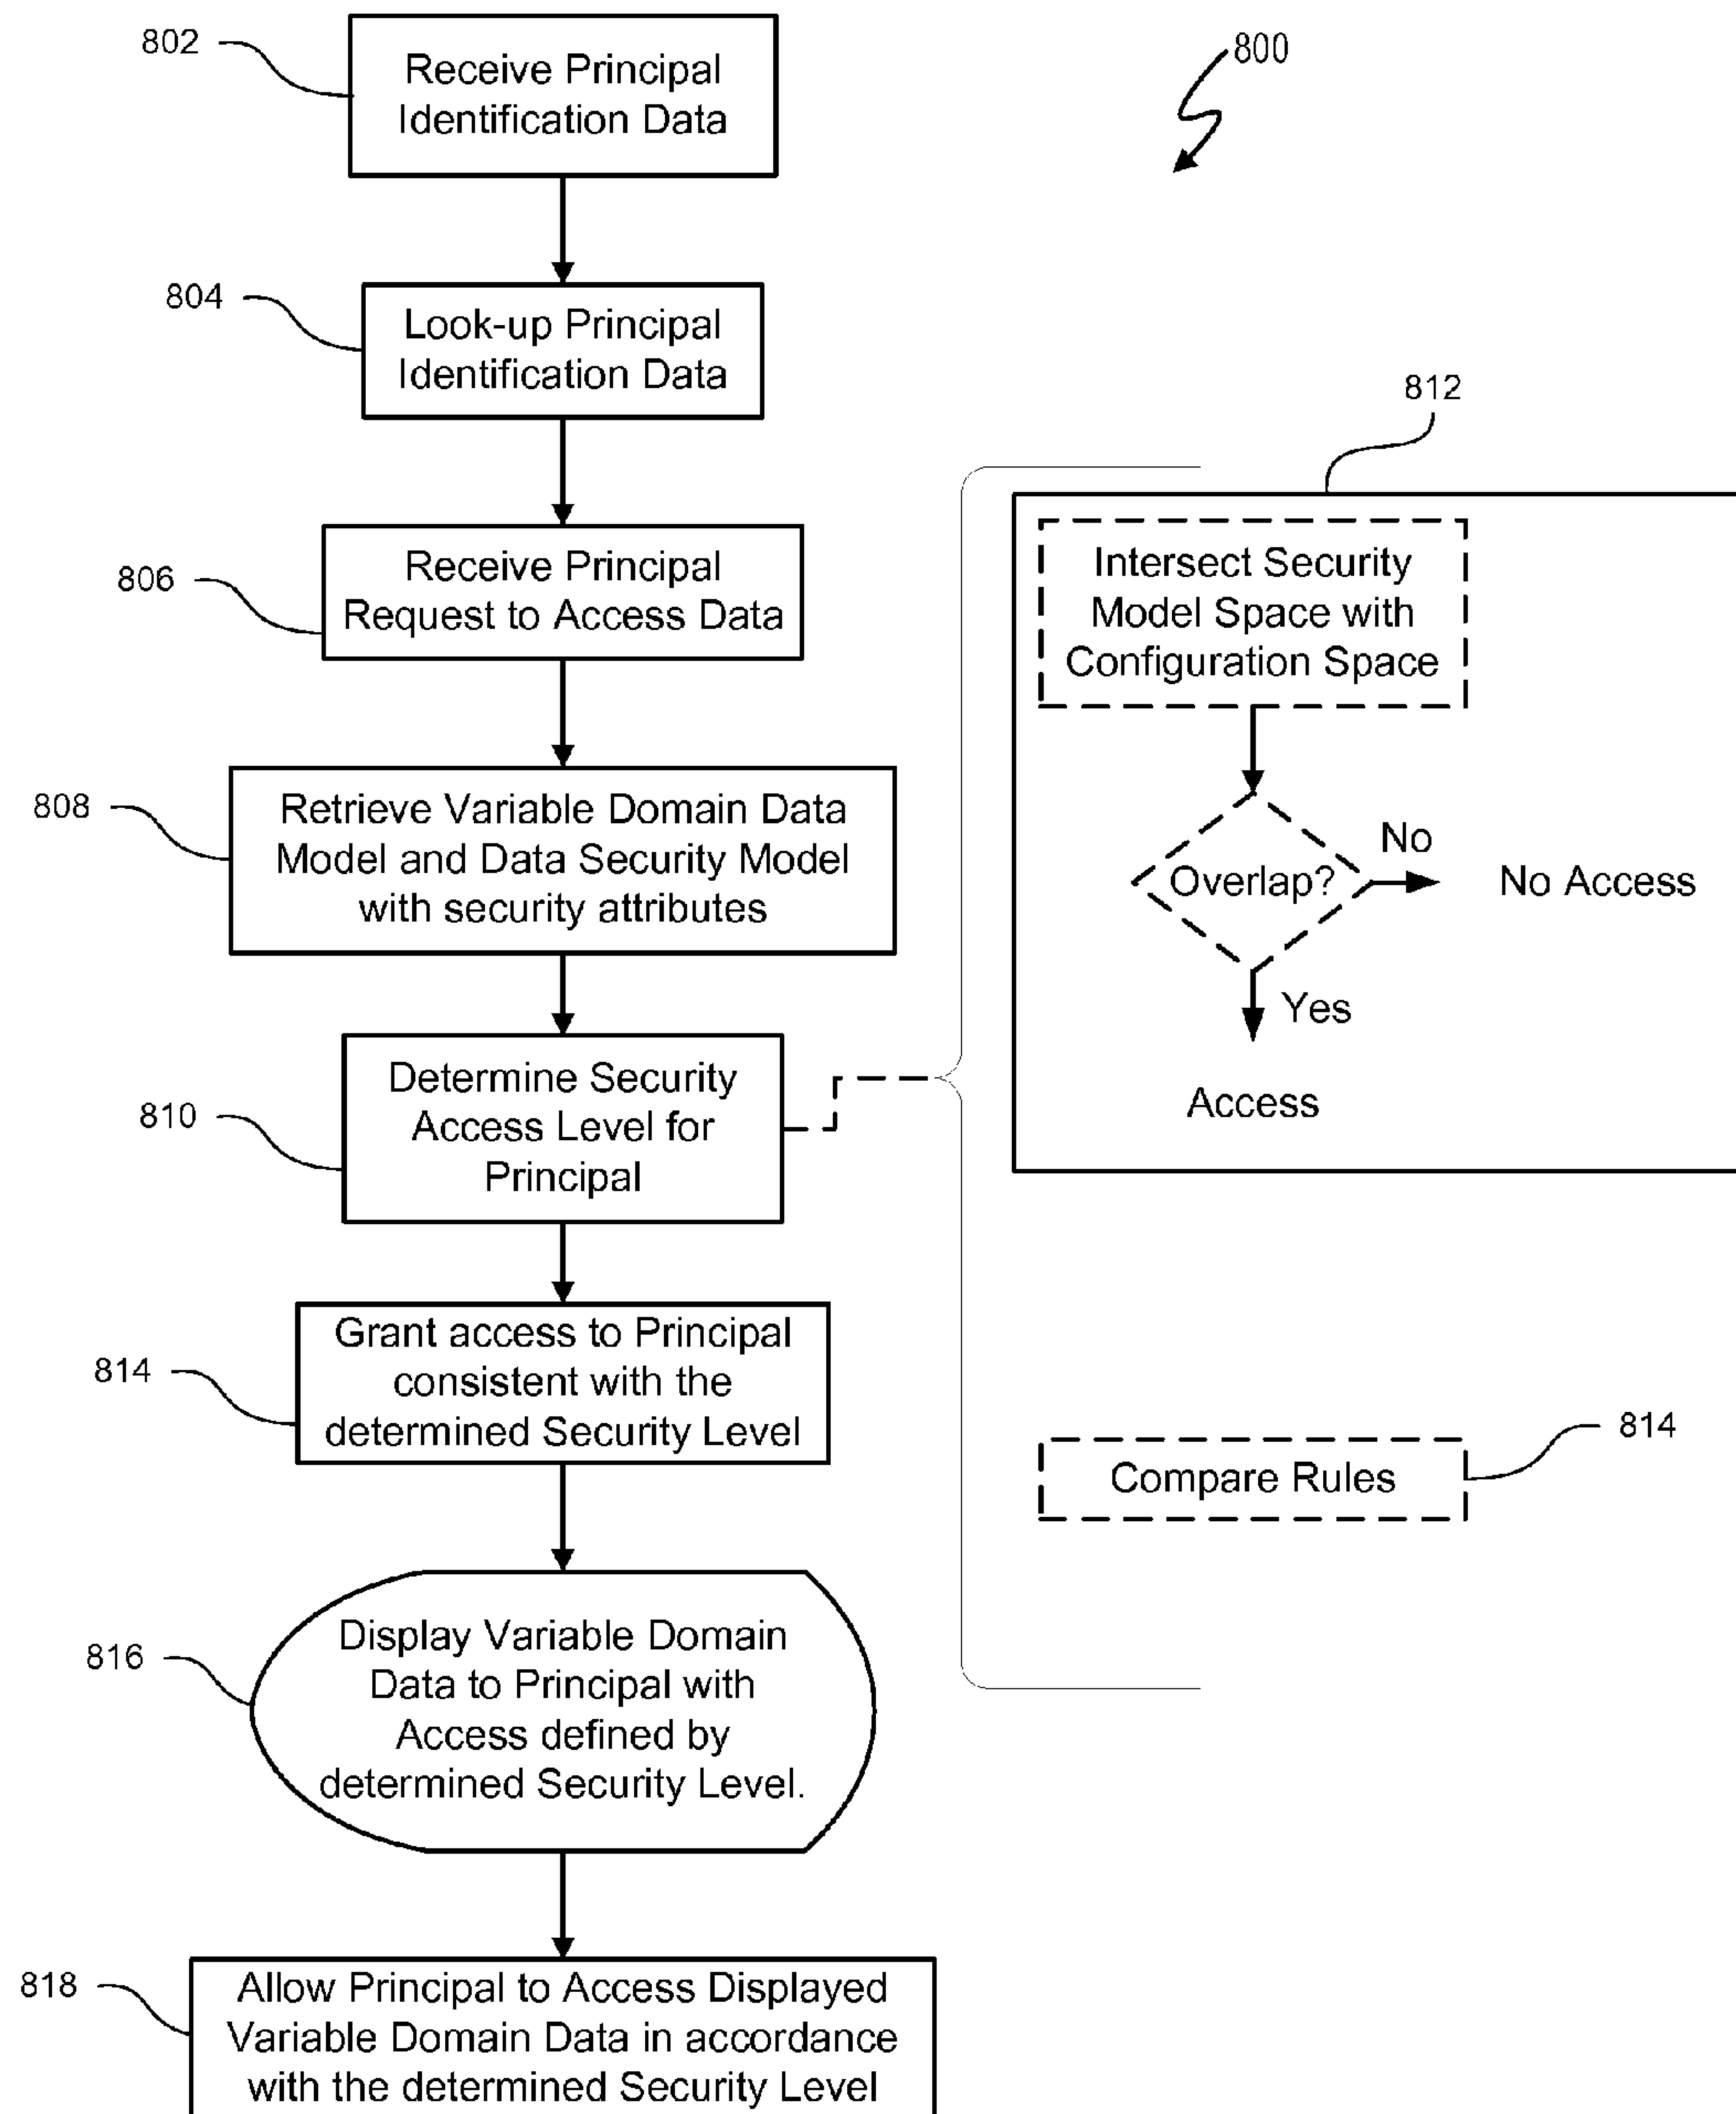 802
Receive Principal
Identification Data
800
804
Look-up Principal
Identification Data
806
Receive Principal
Request to Access Data
808
Retrieve Variable Domain Data
Model and Data Security Model
with security attributes
810
Determine Security
Access Level for
Principal
812
Intersect Security
Model Space with
Configuration Space
Overlap?
No
No Access
Yes
Access
814
Grant access to Principal
consistent with the
determined Security Level
Compare Rules
814
816
Display Variable Domain
Data to Principal with
Access defined by
determined Security Level.
818
Allow Principal to Access Displayed
Variable Domain Data in accordance
with the determined Security Level